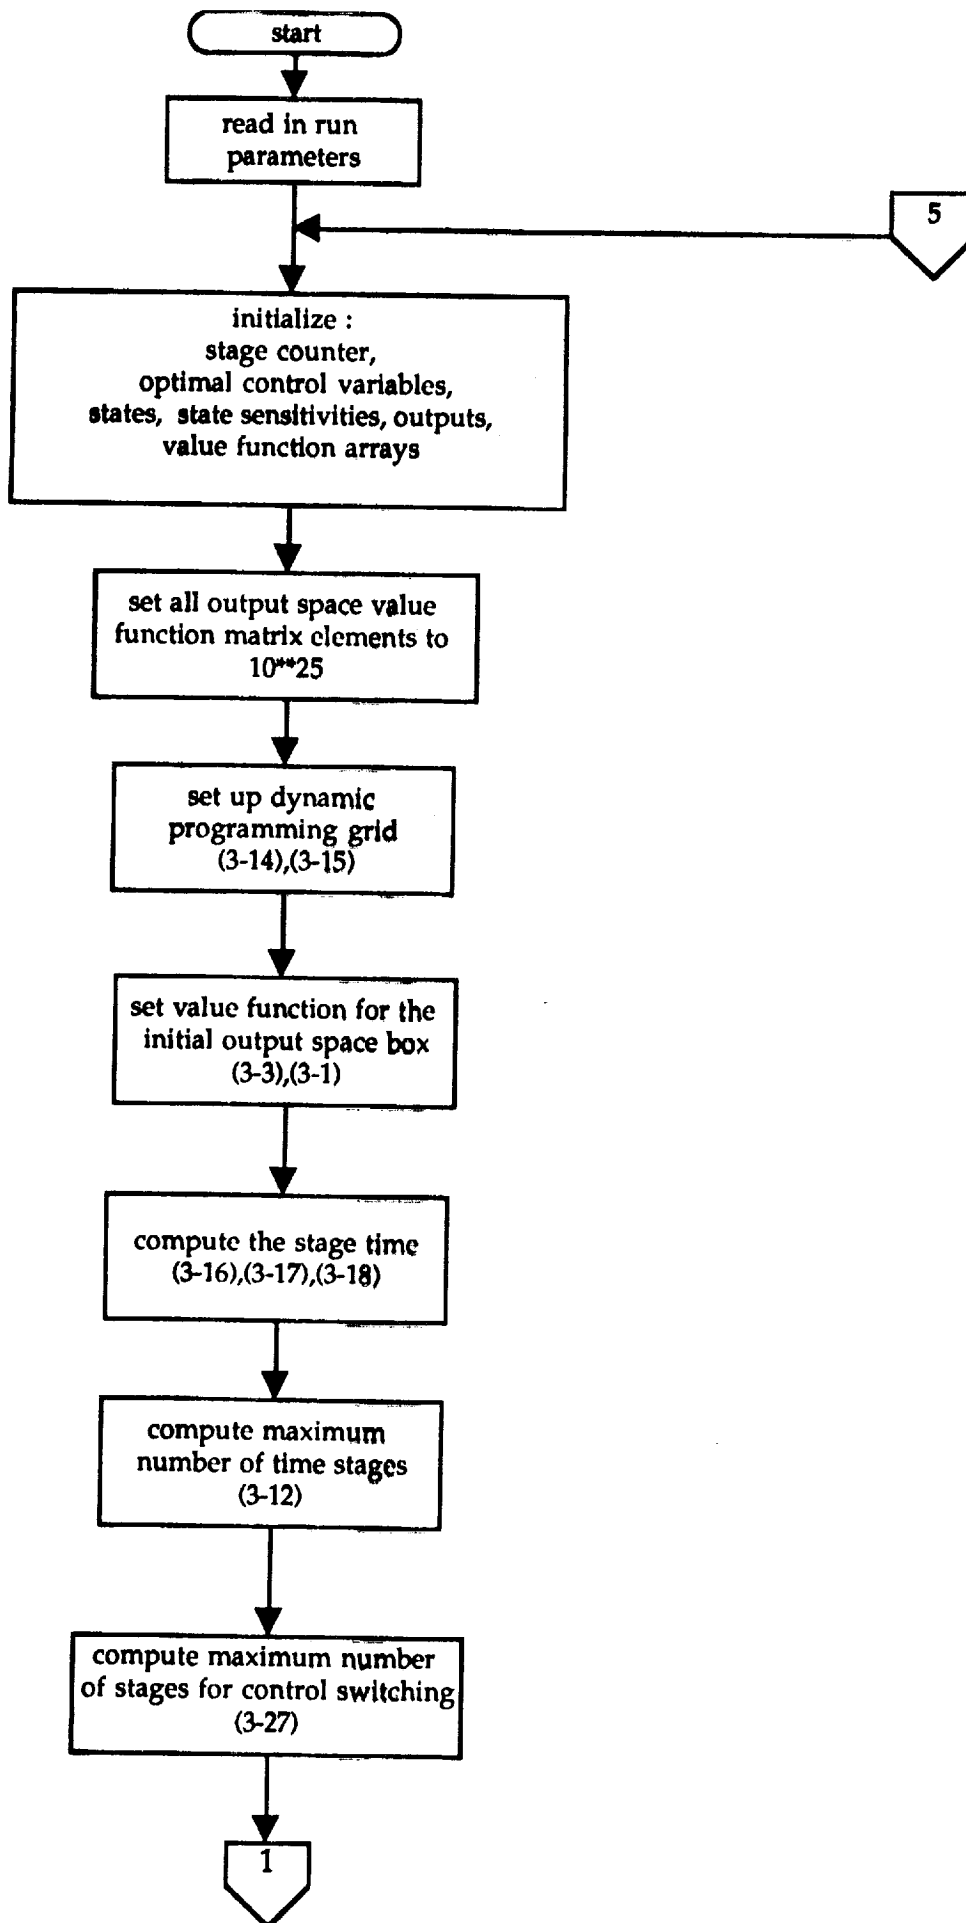 start
read in run
parameters
5
initialize :
stage counter,
optimal control variables,
states, state sensitivities, outputs,
value function arrays
set all output space value
function matrix elements to
10**25
set up dynamic
programming grid
(3-14),(3-15)
set value function for the
initial output space box
(3-3),(3-1)
compute the stage time
(3-16),(3-17),(3-18)
compute maximum
number of time stages
(3-12)
compute maximum number
of stages for control switching
(3-27)
1